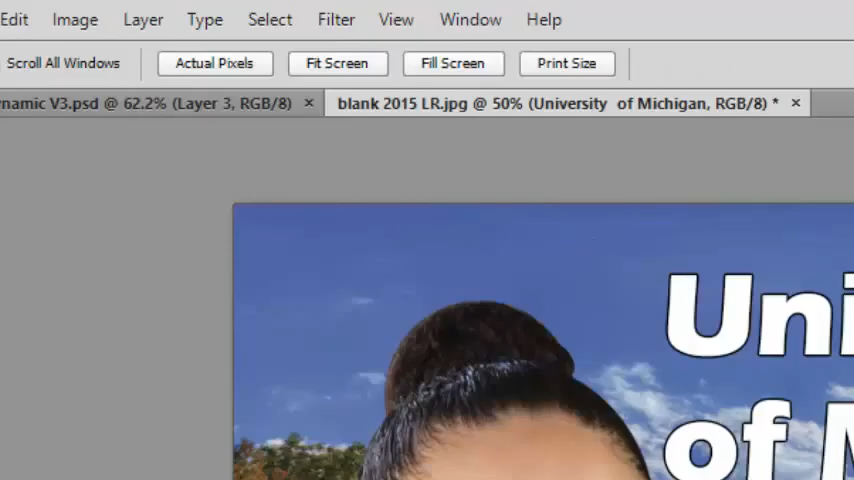 Edit Image Layer Type Select Filter View Window Help
Scroll All Windows Actual Pixels Fit Screen Fill Screen Print Size
namic V3.psd @ 62.2% (Layer 3, RGB/8) × blank 2015 LR.jpg @ 50% (University of Michigan, RGB/8) * ×
Uni
of M